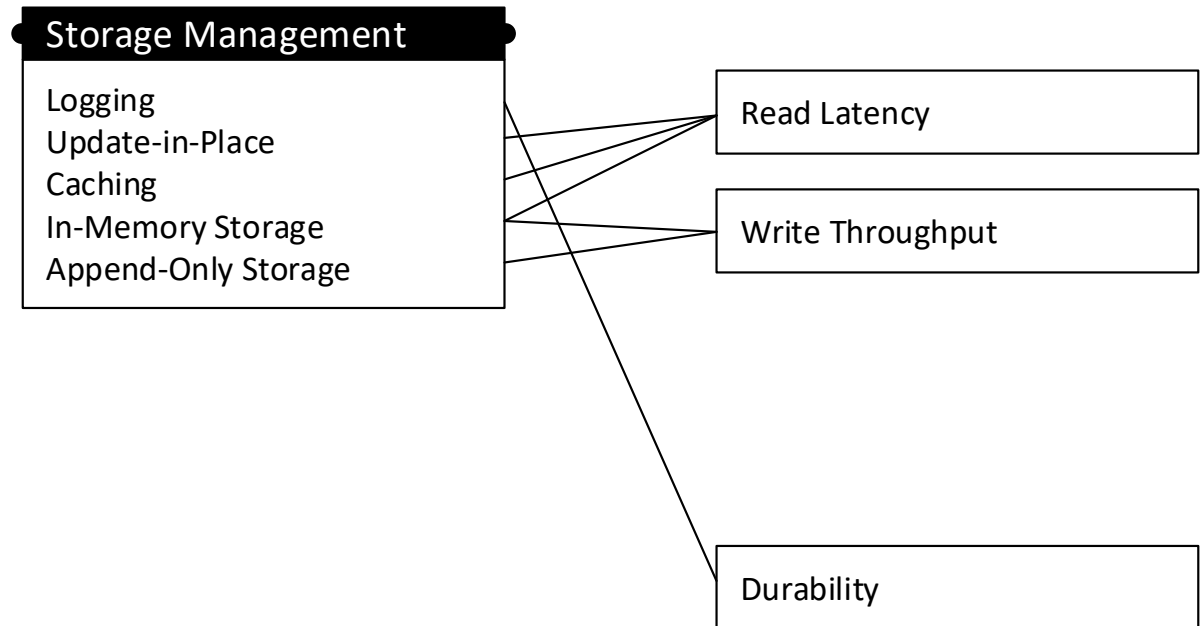 Storage Management
Logging
Update-in-Place
Caching
In-Memory Storage
Append-Only Storage
Read Latency
Write Throughput
Durability